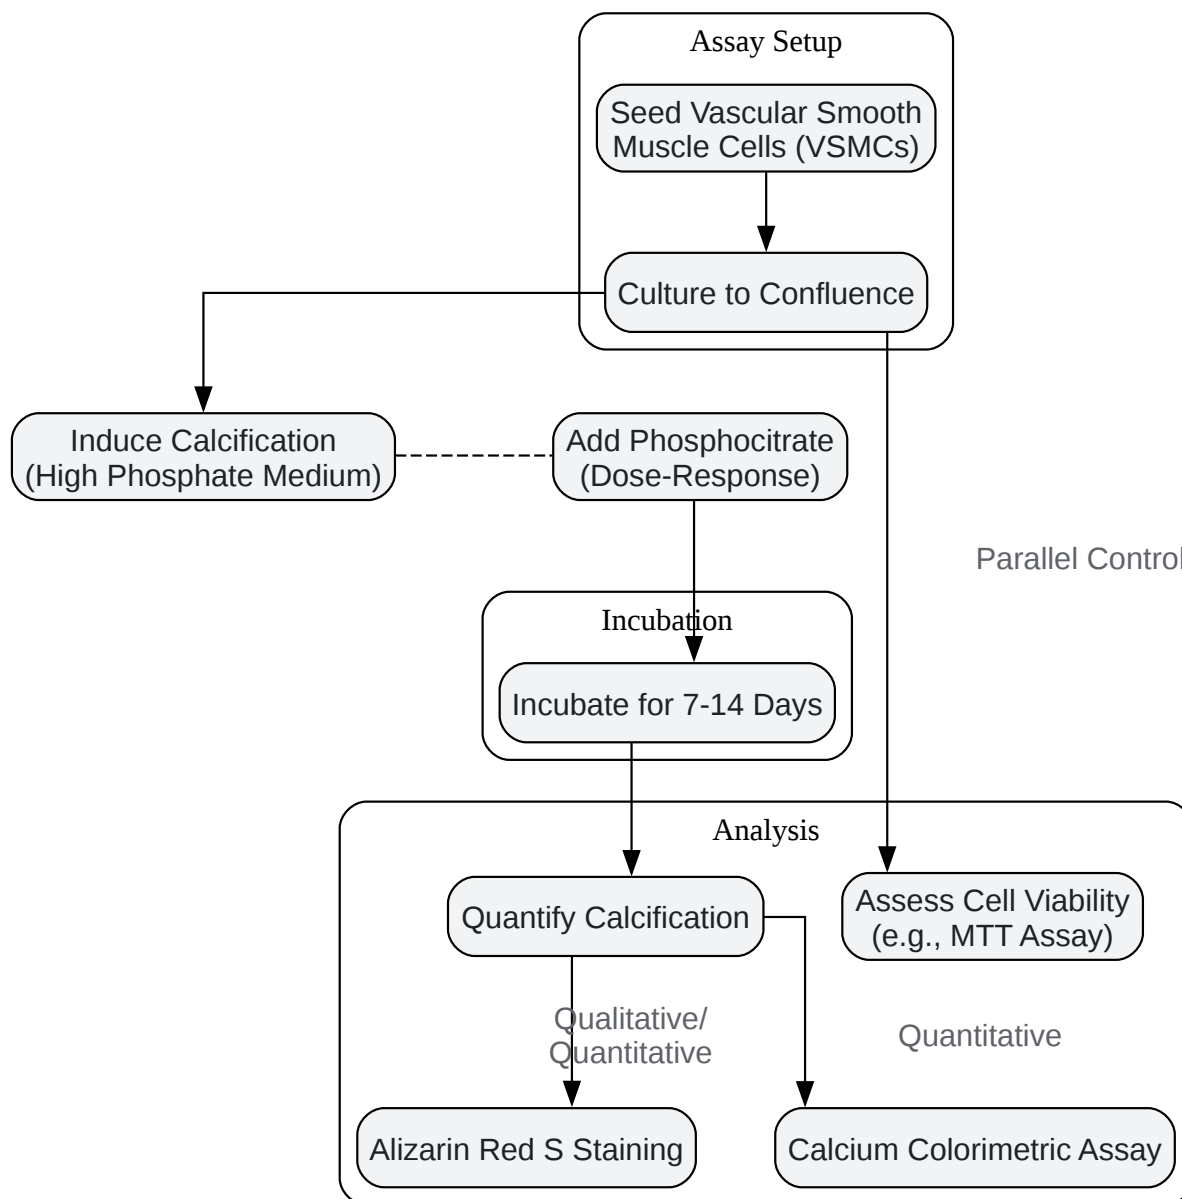 Assay Setup
Seed Vascular Smooth
Muscle Cells (VSMCs)
Culture to Confluence
Induce Calcification
(High Phosphate Medium)
Add Phosphocitrate
(Dose-Response)
Parallel Control
Incubation
Incubate for 7-14 Days
Analysis
Quantify Calcification
Assess Cell Viability
(e.g., MTT Assay)
Qualitative/
Quantitative
Quantitative
Alizarin Red S Staining
Calcium Colorimetric Assay